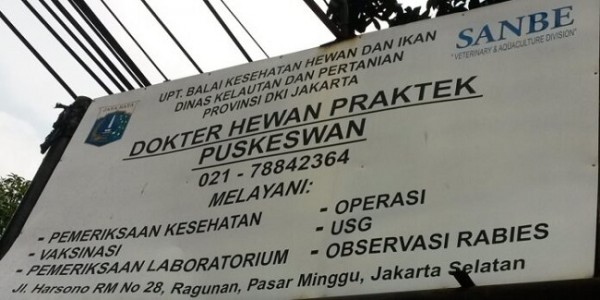 SANBE
"VETERINARY & AQUACULTURE DIVISION"
JAYA RAYA
UPT. BALAI KESEHATAN HEWAN DAN IKAN
DINAS KELAUTAN DAN PERTANIAN
PROVINSI DKI JAKARTA
DOKTER HEWAN PRAKTEK
PUSKESWAN
021 - 78842364
MELAYANI:
- PEMERIKSAAN KESEHATAN
- VAKSINASI
- PEMERIKSAAN LABORATORIUM
- OPERASI
- USG
- OBSERVASI RABIES
Jl. Harsono RM No 28, Ragunan, Pasar Minggu, Jakarta Selatan